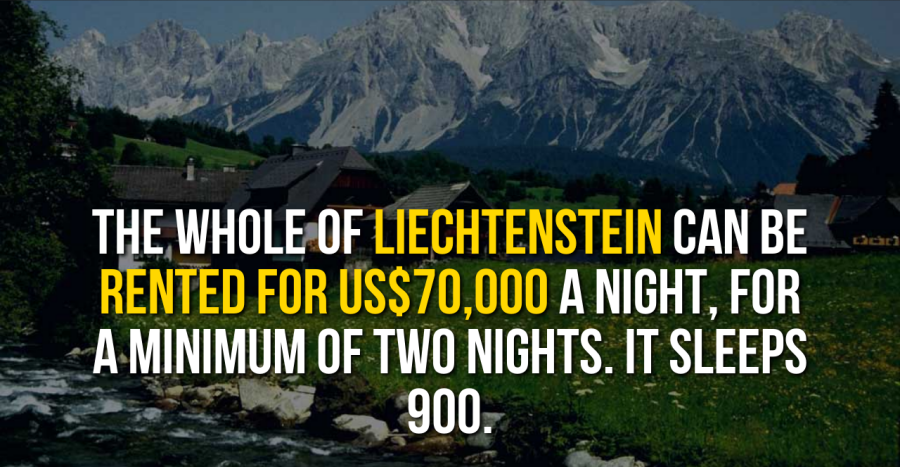 THE WHOLE OF LIECHTENSTEIN CAN BE
RENTED FOR US$70,000 A NIGHT, FOR
A MINIMUM OF TWO NIGHTS. IT SLEEPS
900.